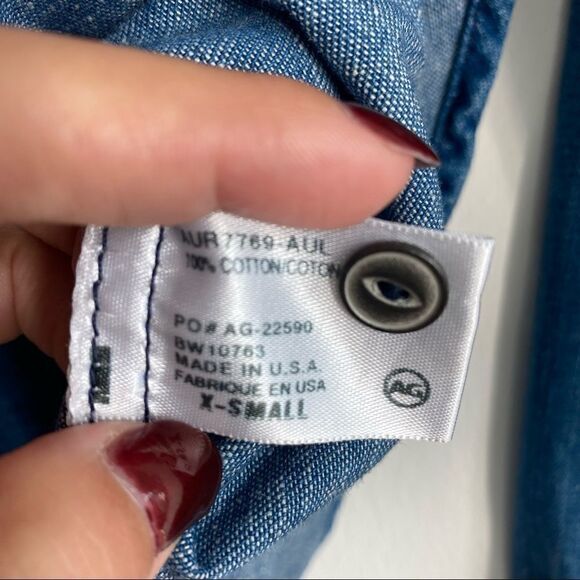 AUR7769-AUL
100% COTTON/COTON
PO# AG-22590
BW10763
MADE IN U.S.A.
FABRIQUE EN USA
X-SMALL
AG